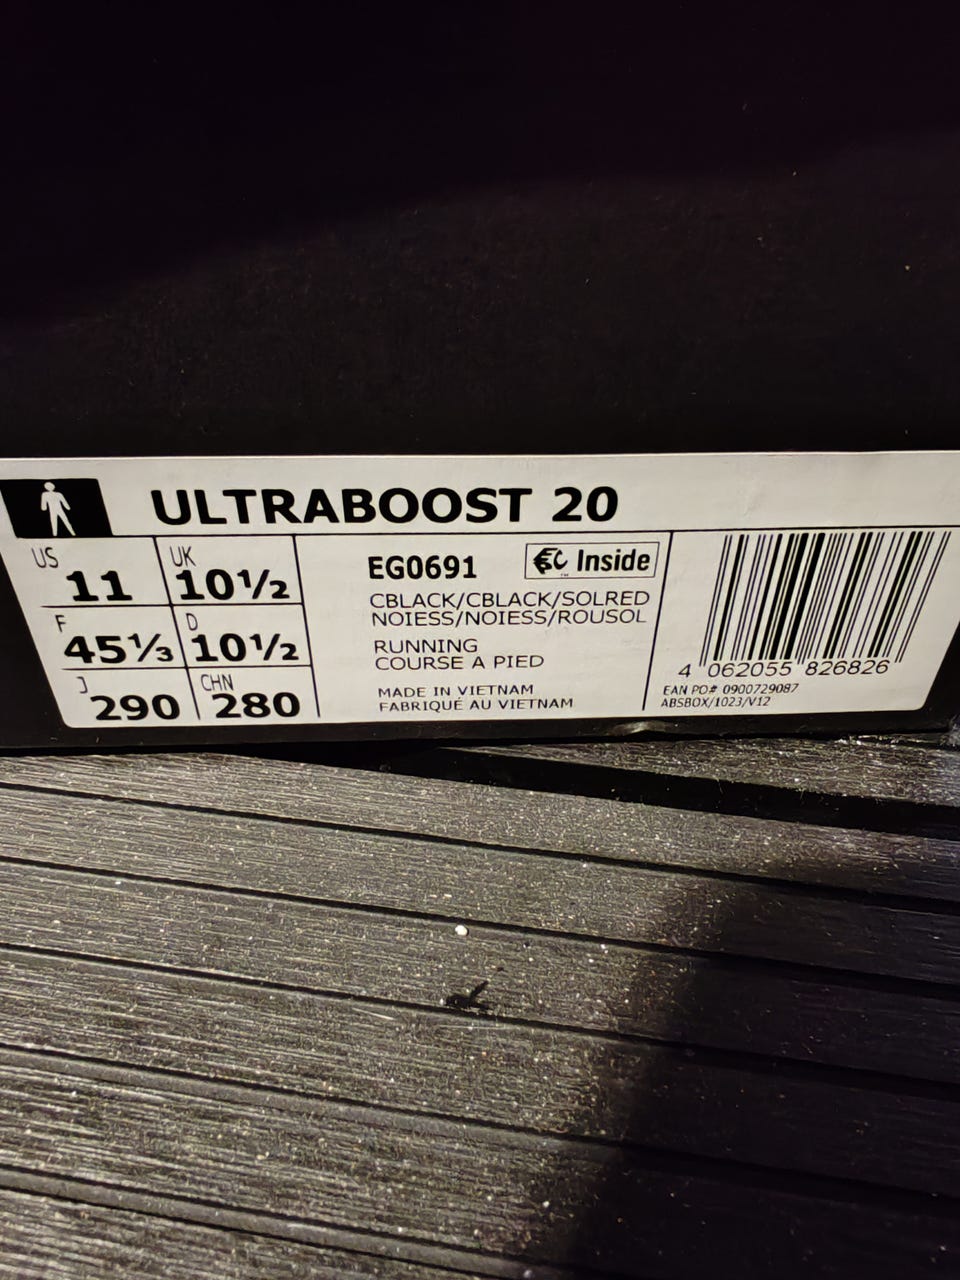 ULTRABOOST 20
US 11
UK 10½
F 45⅓
D 10½
J 290
CHN 280
EG0691
Inside
CBLACK/CBLACK/SOLRED
NOIESS/NOIESS/ROUSOL
RUNNING
COURSE A PIED
MADE IN VIETNAM
FABRIQUÉ AU VIETNAM
4 062055 826826
EAN PO# 0900729087
ABSBOX/1023/V12